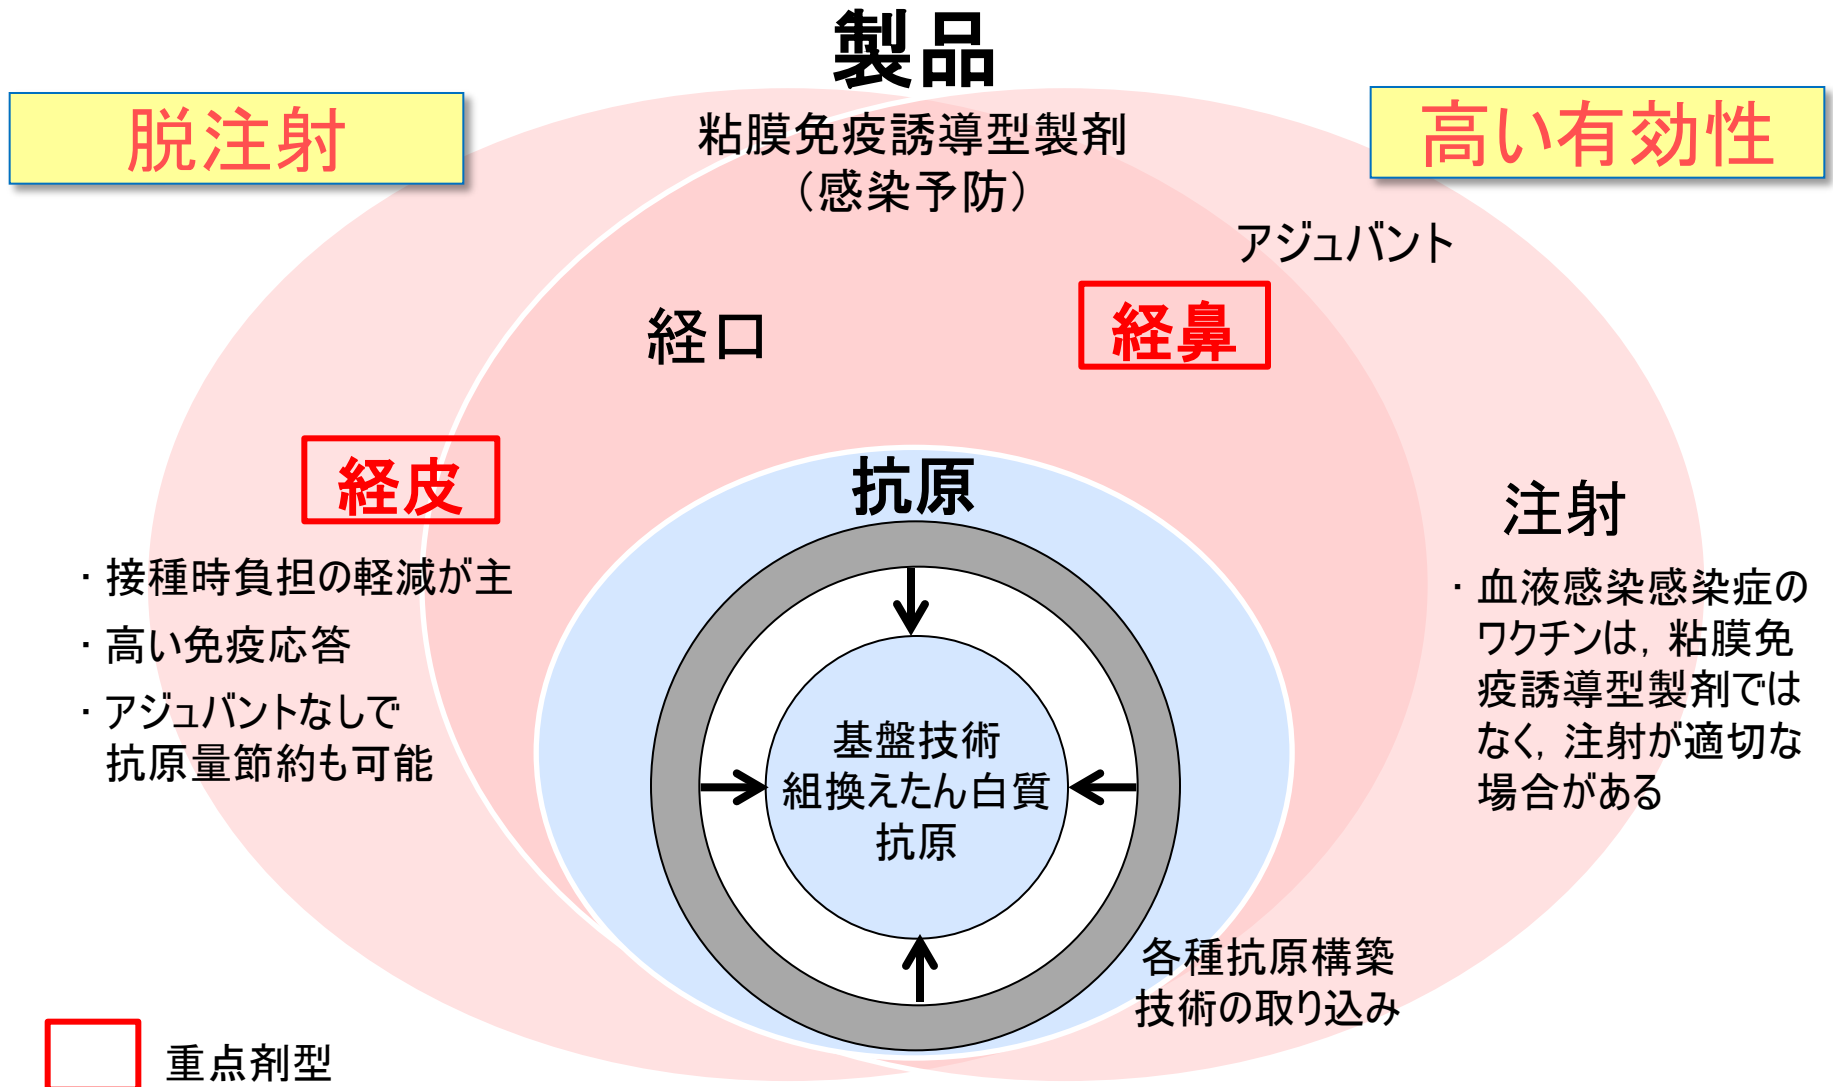 製品
脱注射
高い有効性
粘膜免疫誘導型製剤
（感染予防）
アジュバント
経口
経鼻
経皮
・接種時負担の軽減が主
・高い免疫応答
・アジュバントなしで
抗原量節約も可能
抗原
基盤技術
組換えたん白質
抗原
注射
・血液感染感染症の
ワクチンは，粘膜免
疫誘導型製剤では
なく，注射が適切な
場合がある
各種抗原構築
技術の取り込み
重点剤型